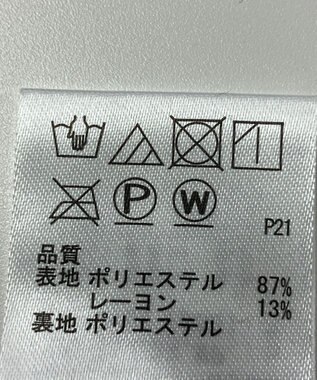 P W
P21
品質
表地 ポリエステル 87%
レーヨン 13%
裏地 ポリエステル